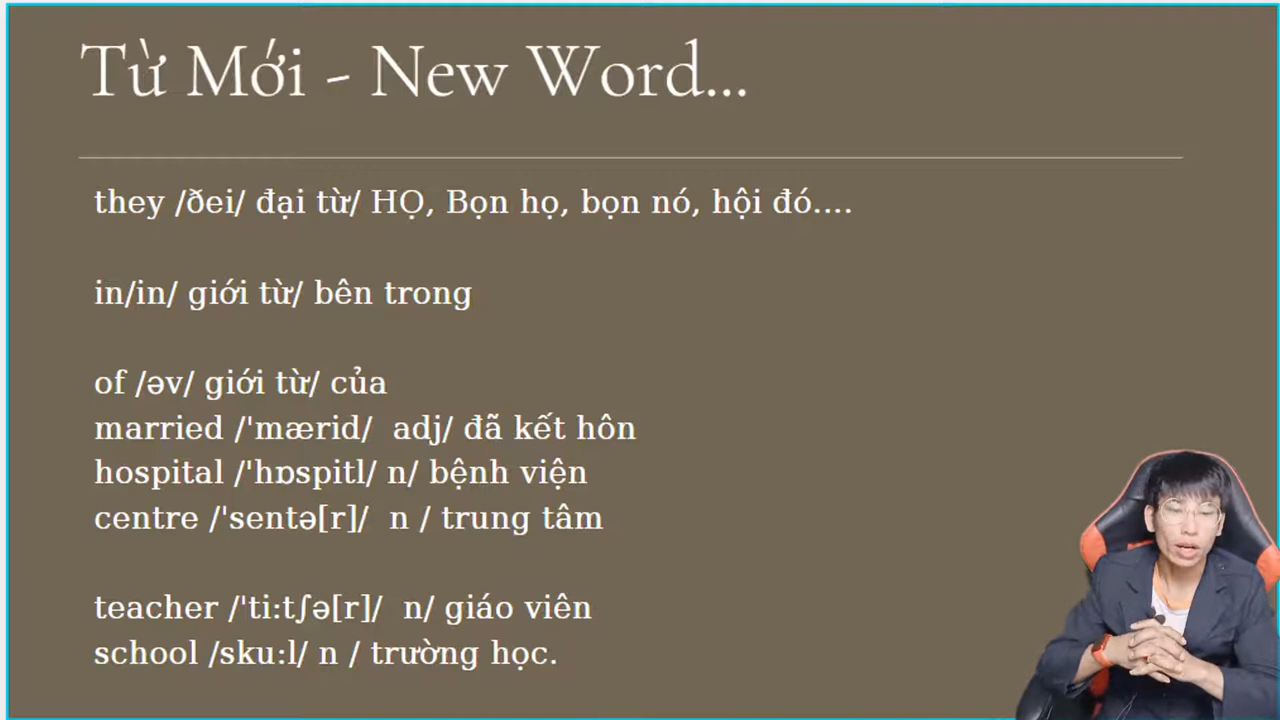 Từ Mới - New Word...
they /ðei/ đại từ/ HỌ, Bọn họ, bọn nó, hội đó....
in/in/ giới từ/ bên trong
of /əv/ giới từ/ của
married /'mærid/ adj/ đã kết hôn
hospital /'hɒspitl/ n/ bệnh viện
centre /'sentə[r]/ n / trung tâm
teacher /'ti:t∫ə[r]/ n/ giáo viên
school /sku:l/ n / trường học.